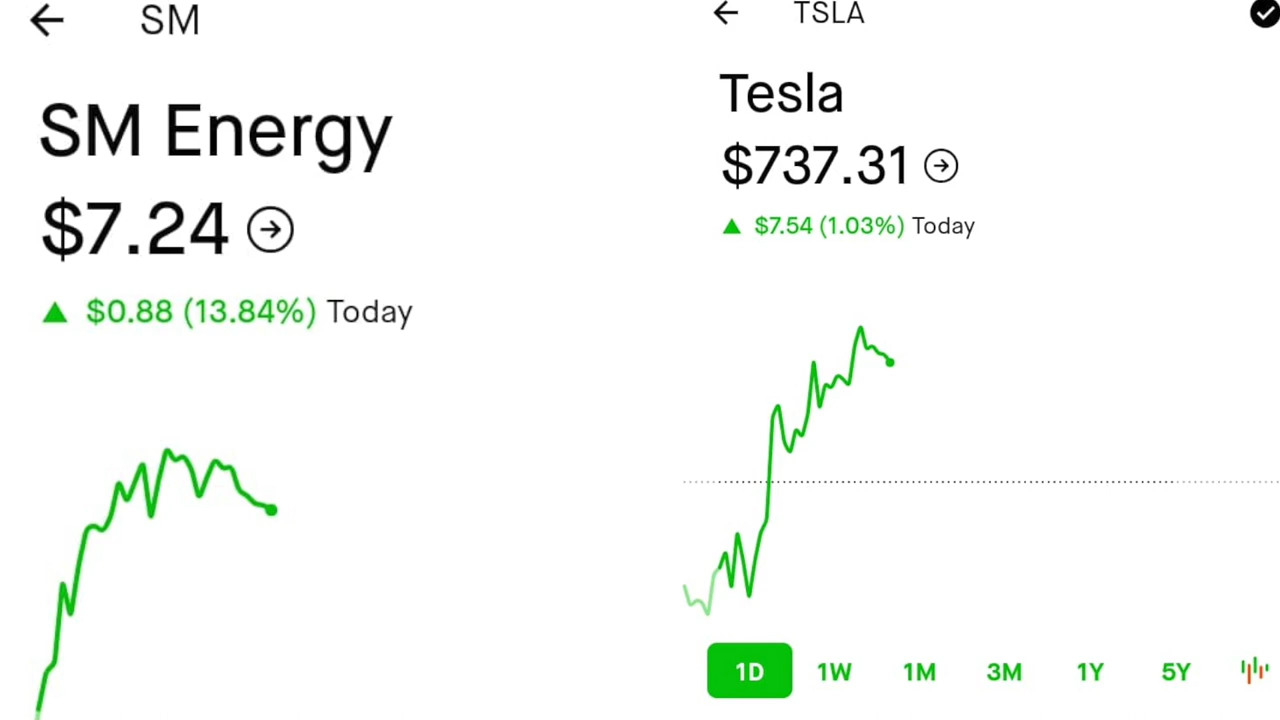 SM
SM Energy
$7.24
▲ $0.88 (13.84%) Today
TSLA
Tesla
$737.31
▲ $7.54 (1.03%) Today
1D 1W 1M 3M 1Y 5Y